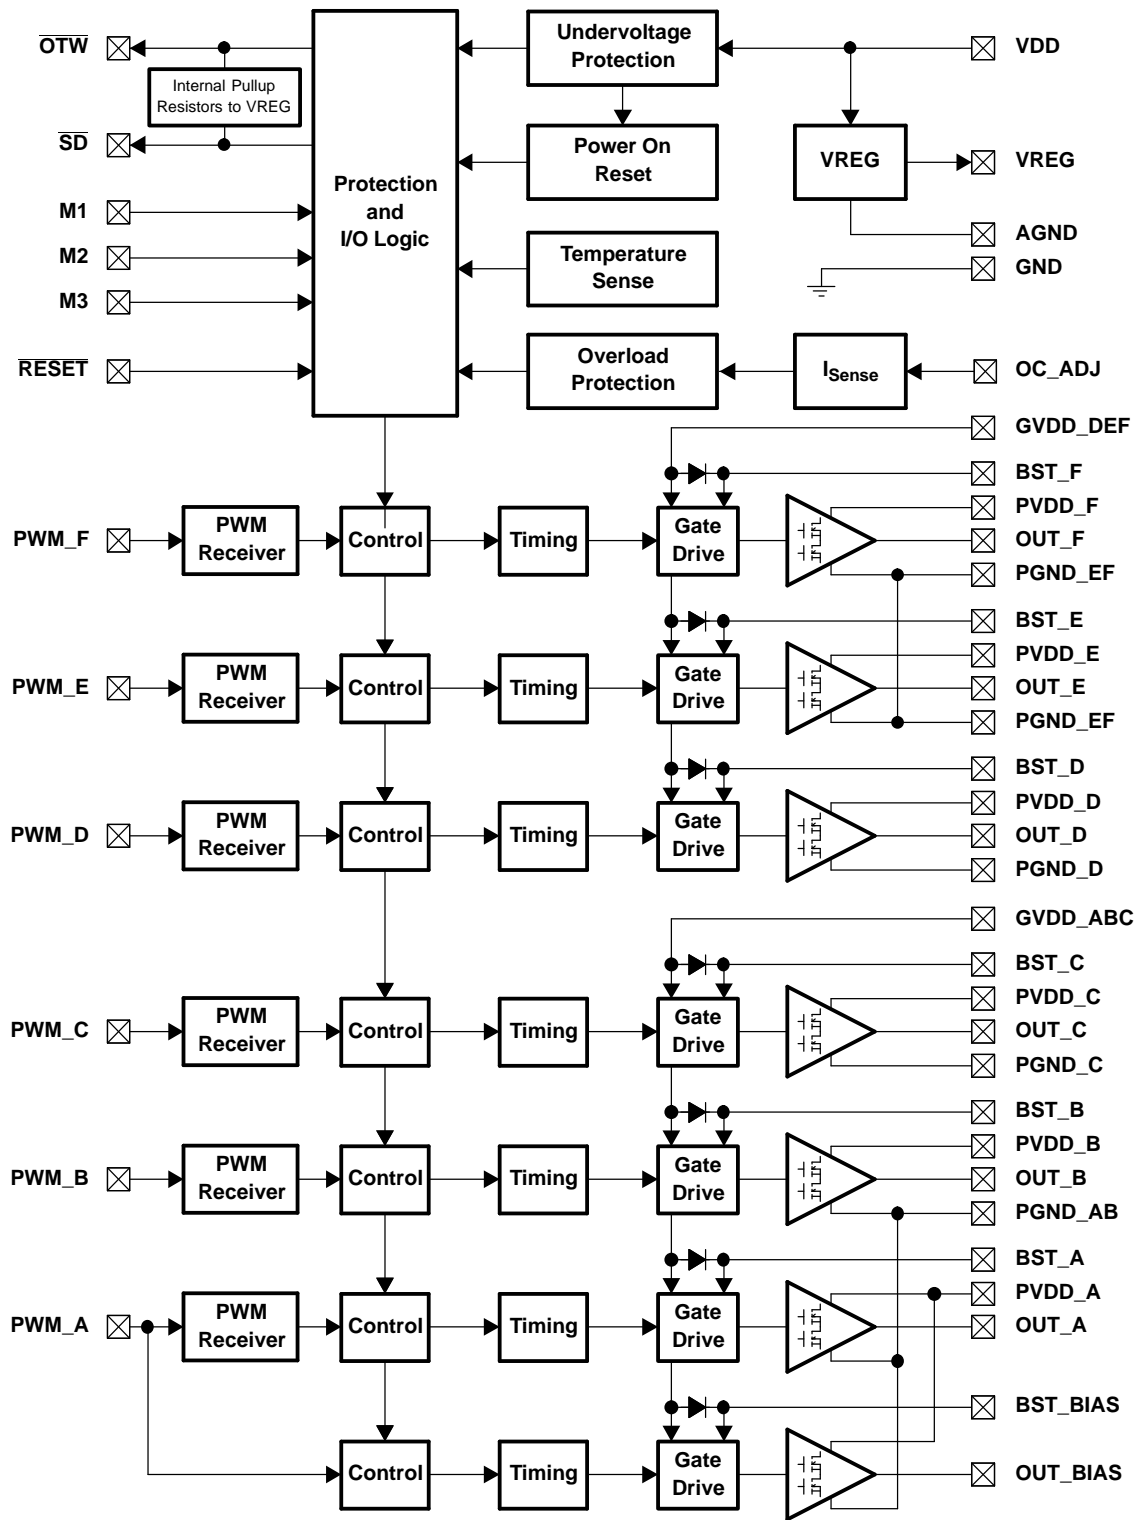 OTW
Internal Pullup
Resistors to VREG
SD
M1
M2
M3
RESET
Protection
and
I/O Logic
Undervoltage
Protection
Power On
Reset
Temperature
Sense
Overload
Protection
ISense
VREG
VDD
VREG
AGND
GND
OC_ADJ
GVDD_DEF
BST_F
PWM_F
PWM
Receiver
Control
Timing
Gate
Drive
PVDD_F
OUT_F
PGND_EF
BST_E
PWM_E
PWM
Receiver
Control
Timing
Gate
Drive
PVDD_E
OUT_E
PGND_EF
BST_D
PWM_D
PWM
Receiver
Control
Timing
Gate
Drive
PVDD_D
OUT_D
PGND_D
GVDD_ABC
BST_C
PWM_C
PWM
Receiver
Control
Timing
Gate
Drive
PVDD_C
OUT_C
PGND_C
BST_B
PWM_B
PWM
Receiver
Control
Timing
Gate
Drive
PVDD_B
OUT_B
PGND_AB
BST_A
PWM_A
PWM
Receiver
Control
Timing
Gate
Drive
PVDD_A
OUT_A
BST_BIAS
Control
Timing
Gate
Drive
OUT_BIAS